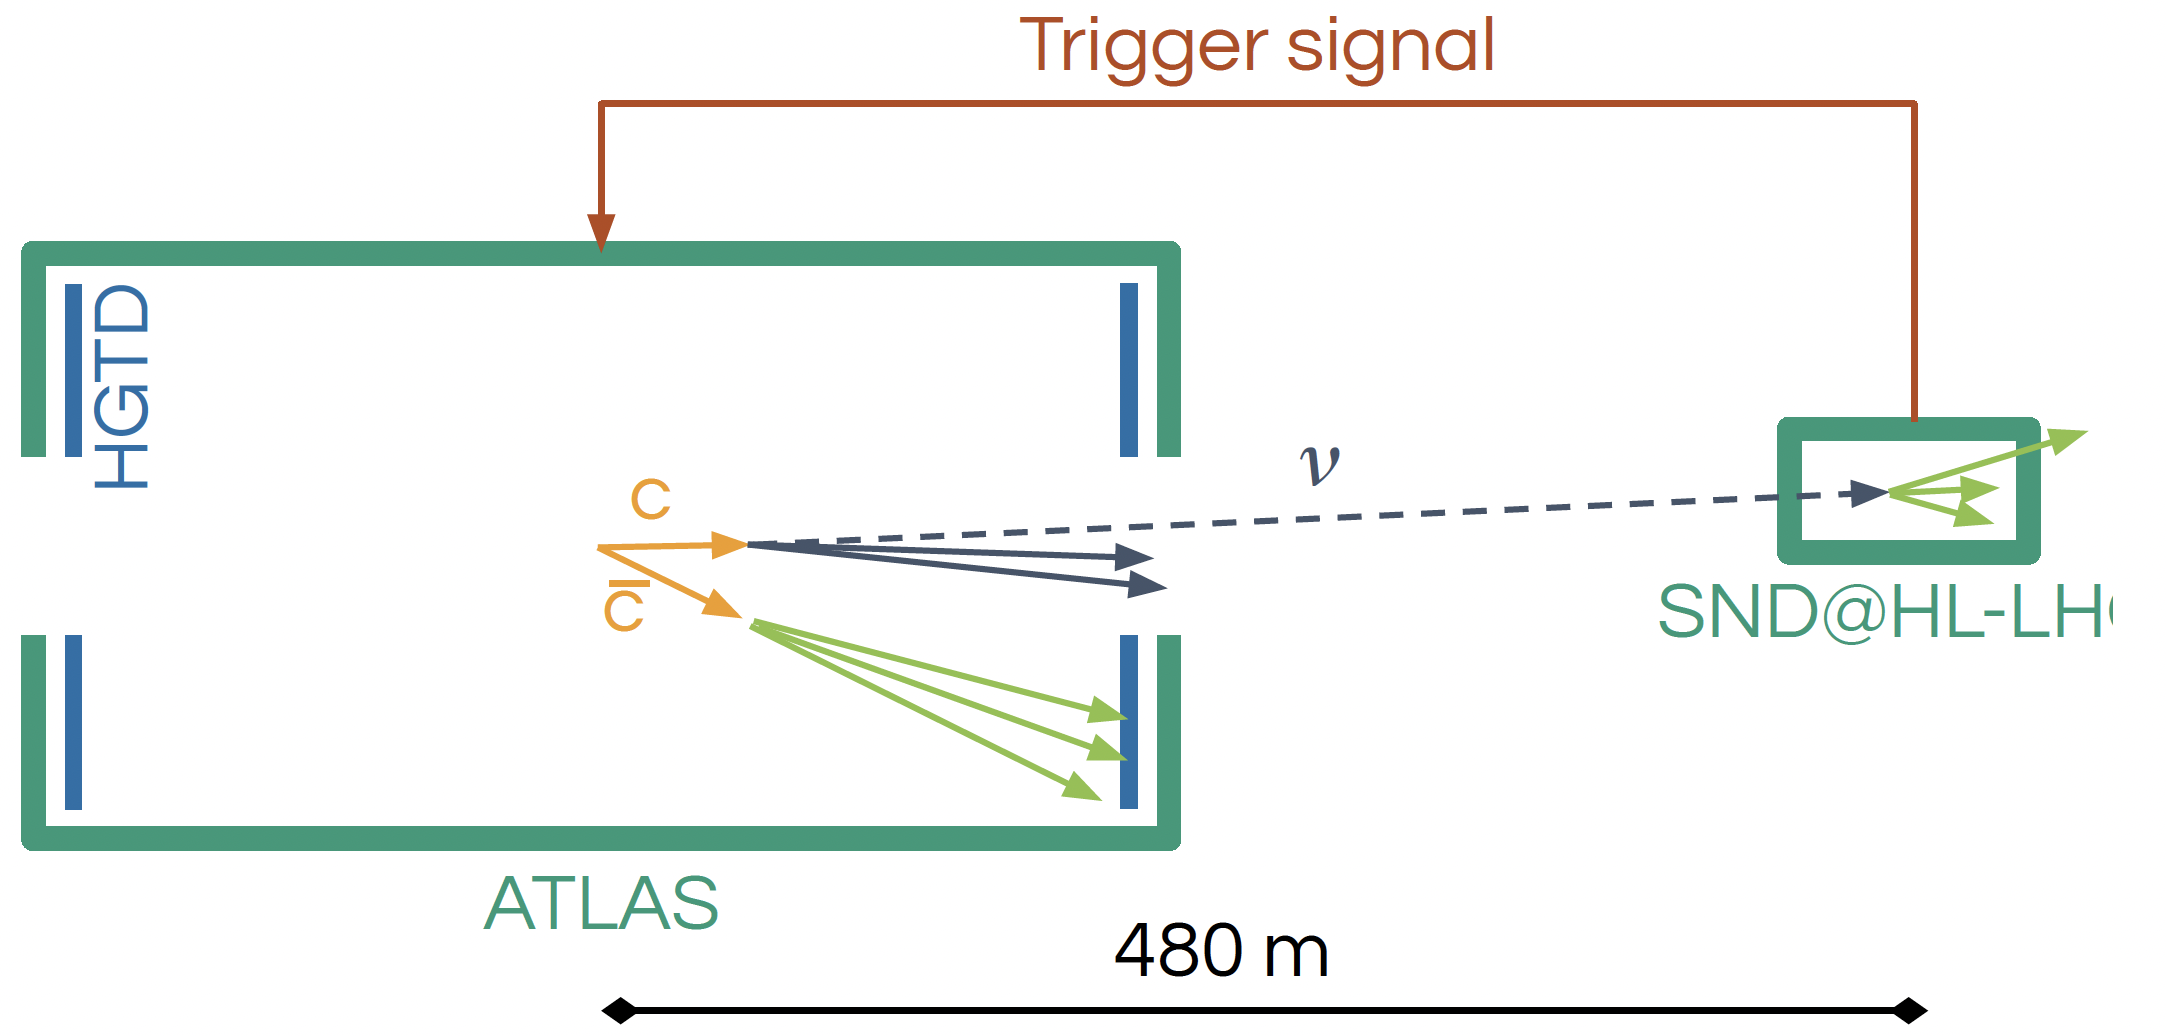 Trigger signal
HGTD
c
ν
c̅
SND@HL-LH
ATLAS
480 m